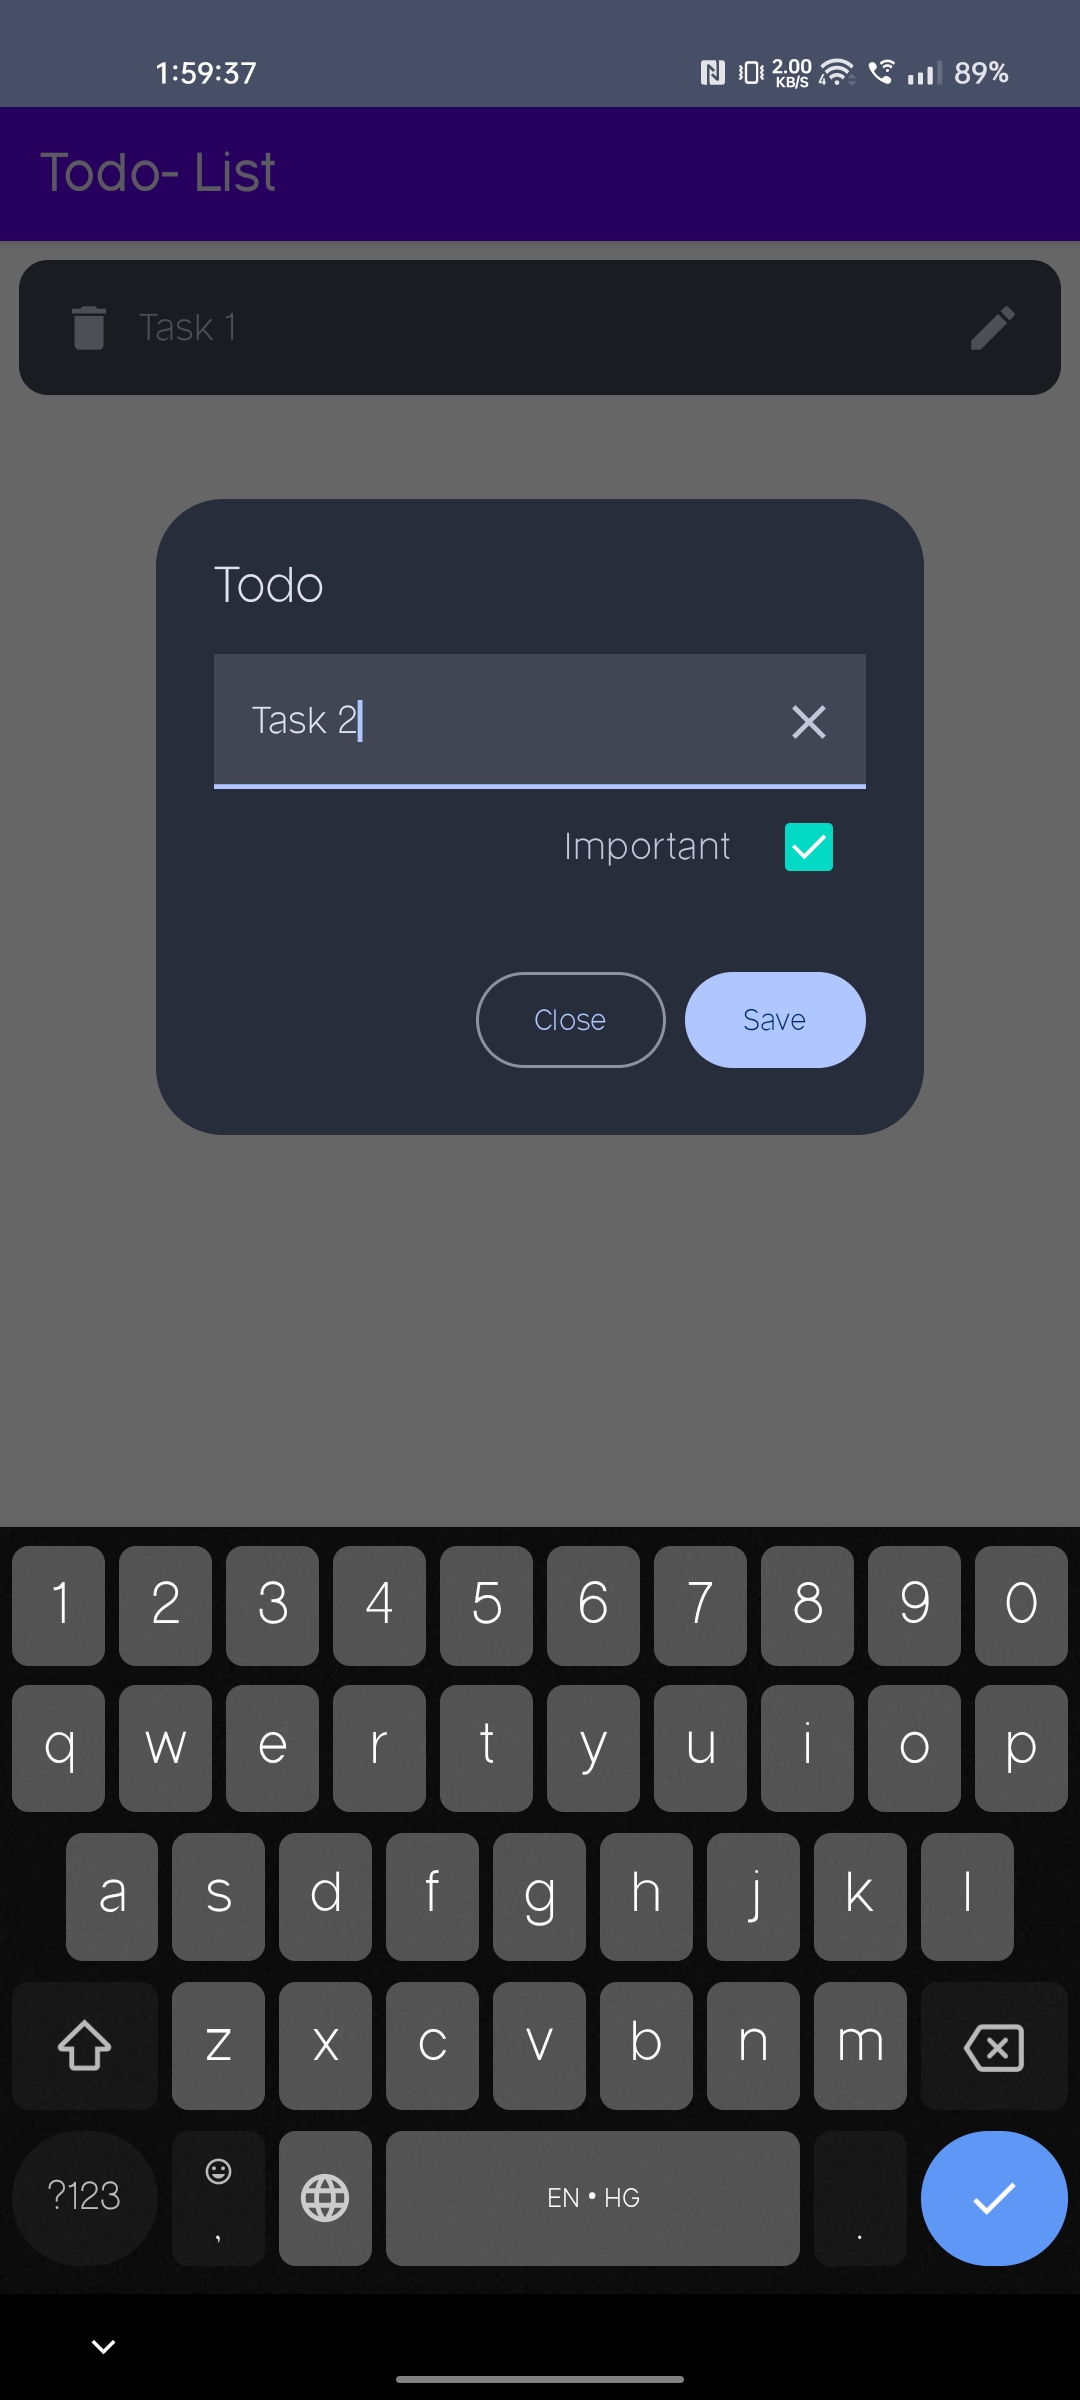 1:59:37 2.00 KB/S 4 89%
Todo- List
Task 1
Todo
Task 2
Important
Close Save
1 2 3 4 5 6 7 8 9 0
q w e r t y u i o p
a s d f g h j k l
z x c v b n m
?123 , EN • HG .